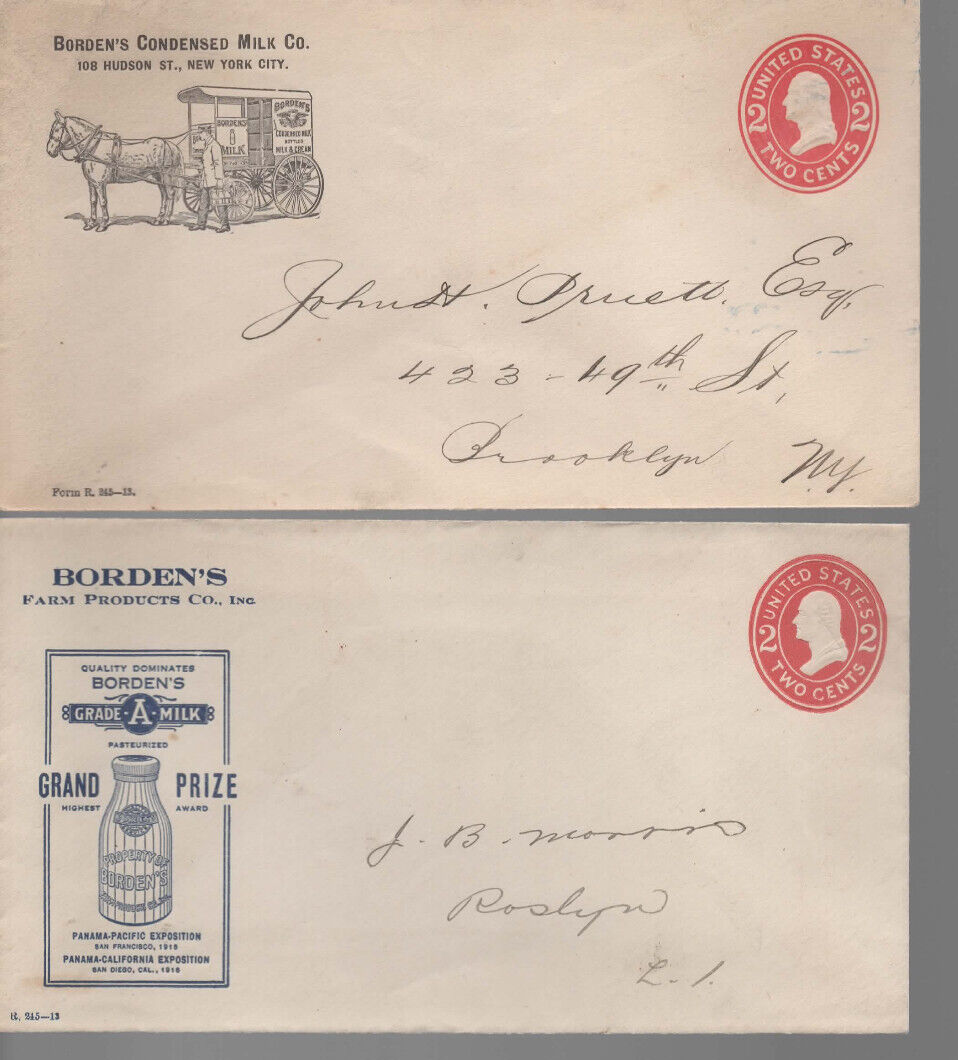 BORDEN'S CONDENSED MILK CO.
108 HUDSON ST., NEW YORK CITY.
BORDEN'S
MILK
BORDEN'S
CONDENSED MILK
BOTTLED
MILK & CREAM
UNITED STATES
2 2
TWO CENTS
John H. Pruett, Esq.
423 - 49th St,
Brooklyn N.Y.
Form R. 245—13.
BORDEN'S
FARM PRODUCTS CO., INC.
UNITED STATES
2 2
TWO CENTS
QUALITY DOMINATES
BORDEN'S
GRADE-A-MILK
PASTEURIZED
GRAND PRIZE
HIGHEST AWARD
PROPERTY OF
BORDEN'S
PANAMA-PACIFIC EXPOSITION
SAN FRANCISCO, 1915
PANAMA-CALIFORNIA EXPOSITION
SAN DIEGO, CAL., 1916
J. B. Morris
Roslyn
L. I.
R. 245—13